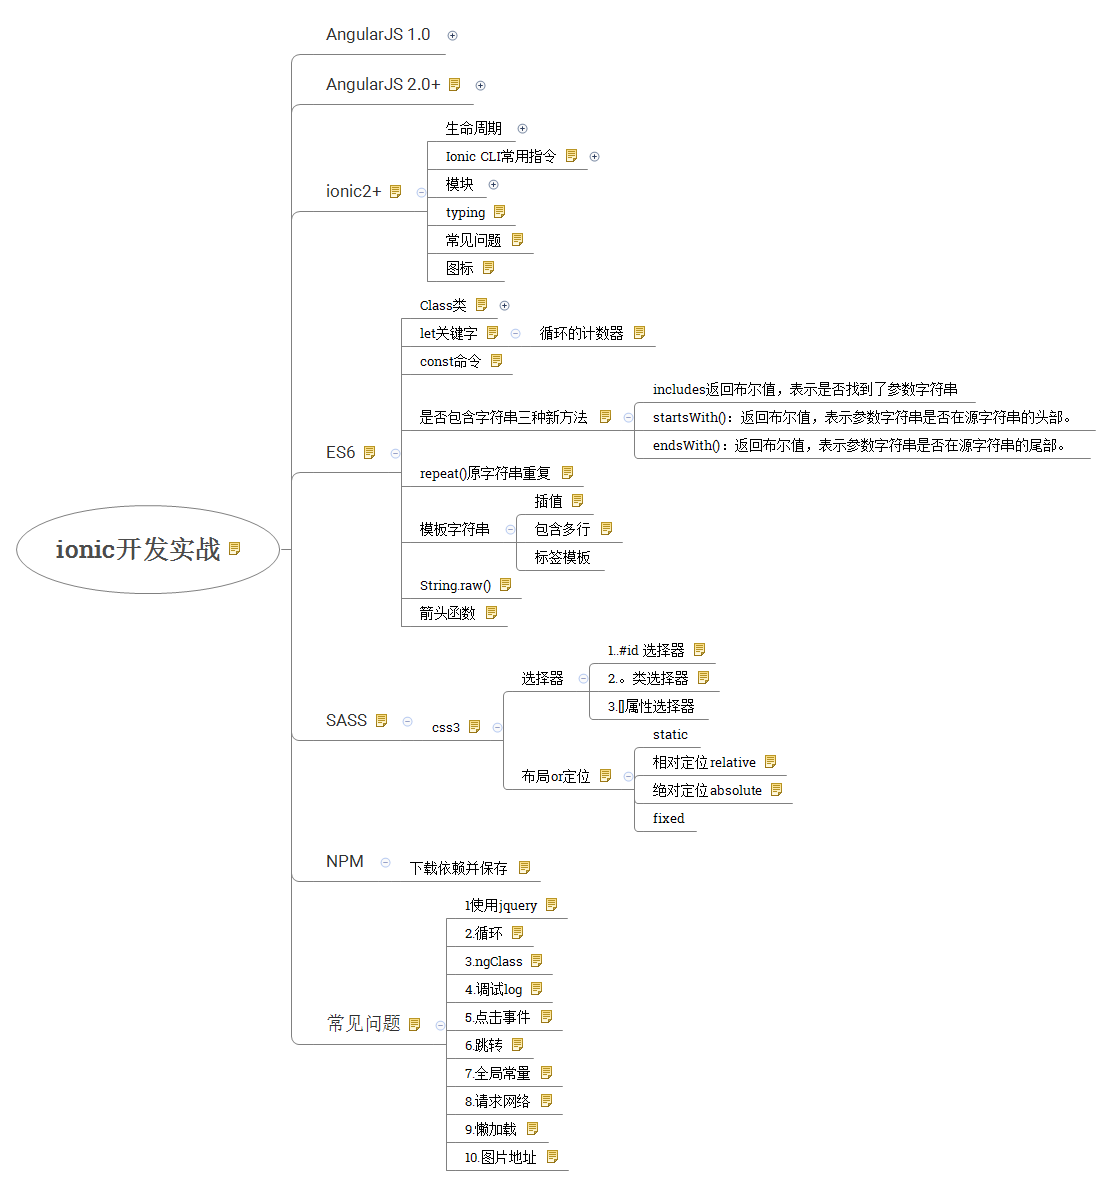 AngularJS 1.0
AngularJS 2.0+
ionic2+
生命周期
Ionic CLI常用指令
模块
typing
常见问题
图标
ES6
Class类
let关键字
循环的计数器
const命令
是否包含字符串三种新方法
includes返回布尔值，表示是否找到了参数字符串
startsWith()：返回布尔值，表示参数字符串是否在源字符串的头部。
endsWith()：返回布尔值，表示参数字符串是否在源字符串的尾部。
repeat()原字符串重复
模板字符串
插值
包含多行
标签模板
String.raw()
箭头函数
ionic开发实战
SASS
css3
选择器
1..#id 选择器
2.。类选择器
3.[]属性选择器
布局or定位
static
相对定位relative
绝对定位absolute
fixed
NPM
下载依赖并保存
常见问题
1使用jquery
2.循环
3.ngClass
4.调试log
5.点击事件
6.跳转
7.全局常量
8.请求网络
9.懒加载
10.图片地址